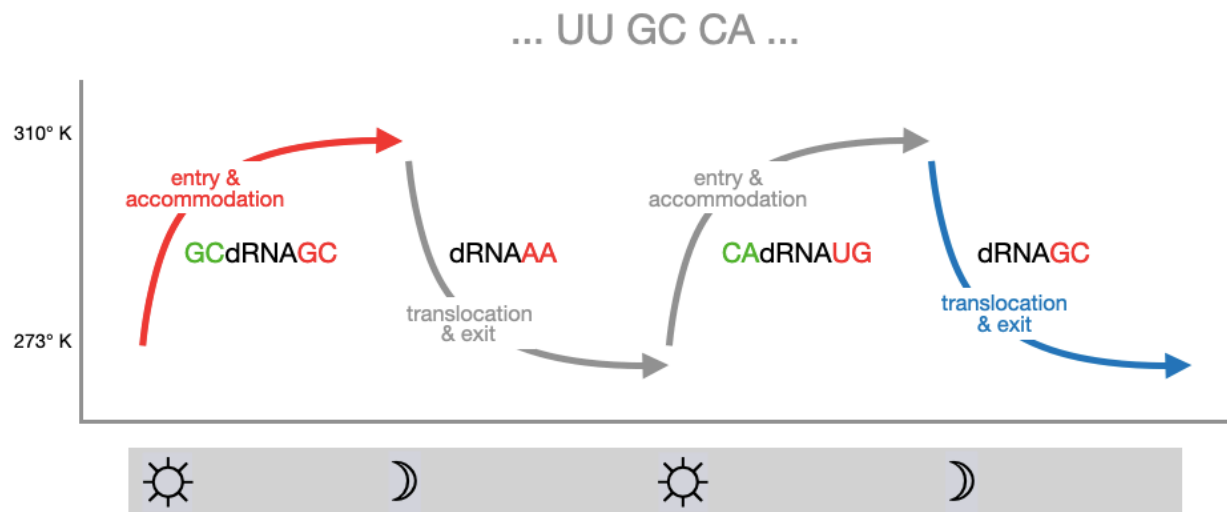 ... UU GC CA ...
310° K
entry &
accommodation
entry &
accommodation
GCdRNAGC
dRNAAA
CAdRNAUG
dRNAGC
translocation
& exit
translocation
& exit
273° K